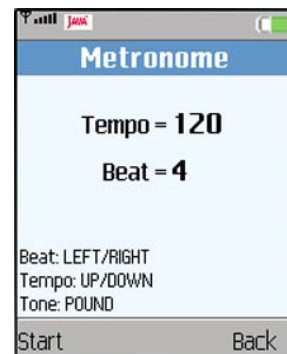 Java
Metronome
Tempo = 120
Beat = 4
Beat: LEFT/RIGHT
Tempo: UP/DOWN
Tone: POUND
Start Back